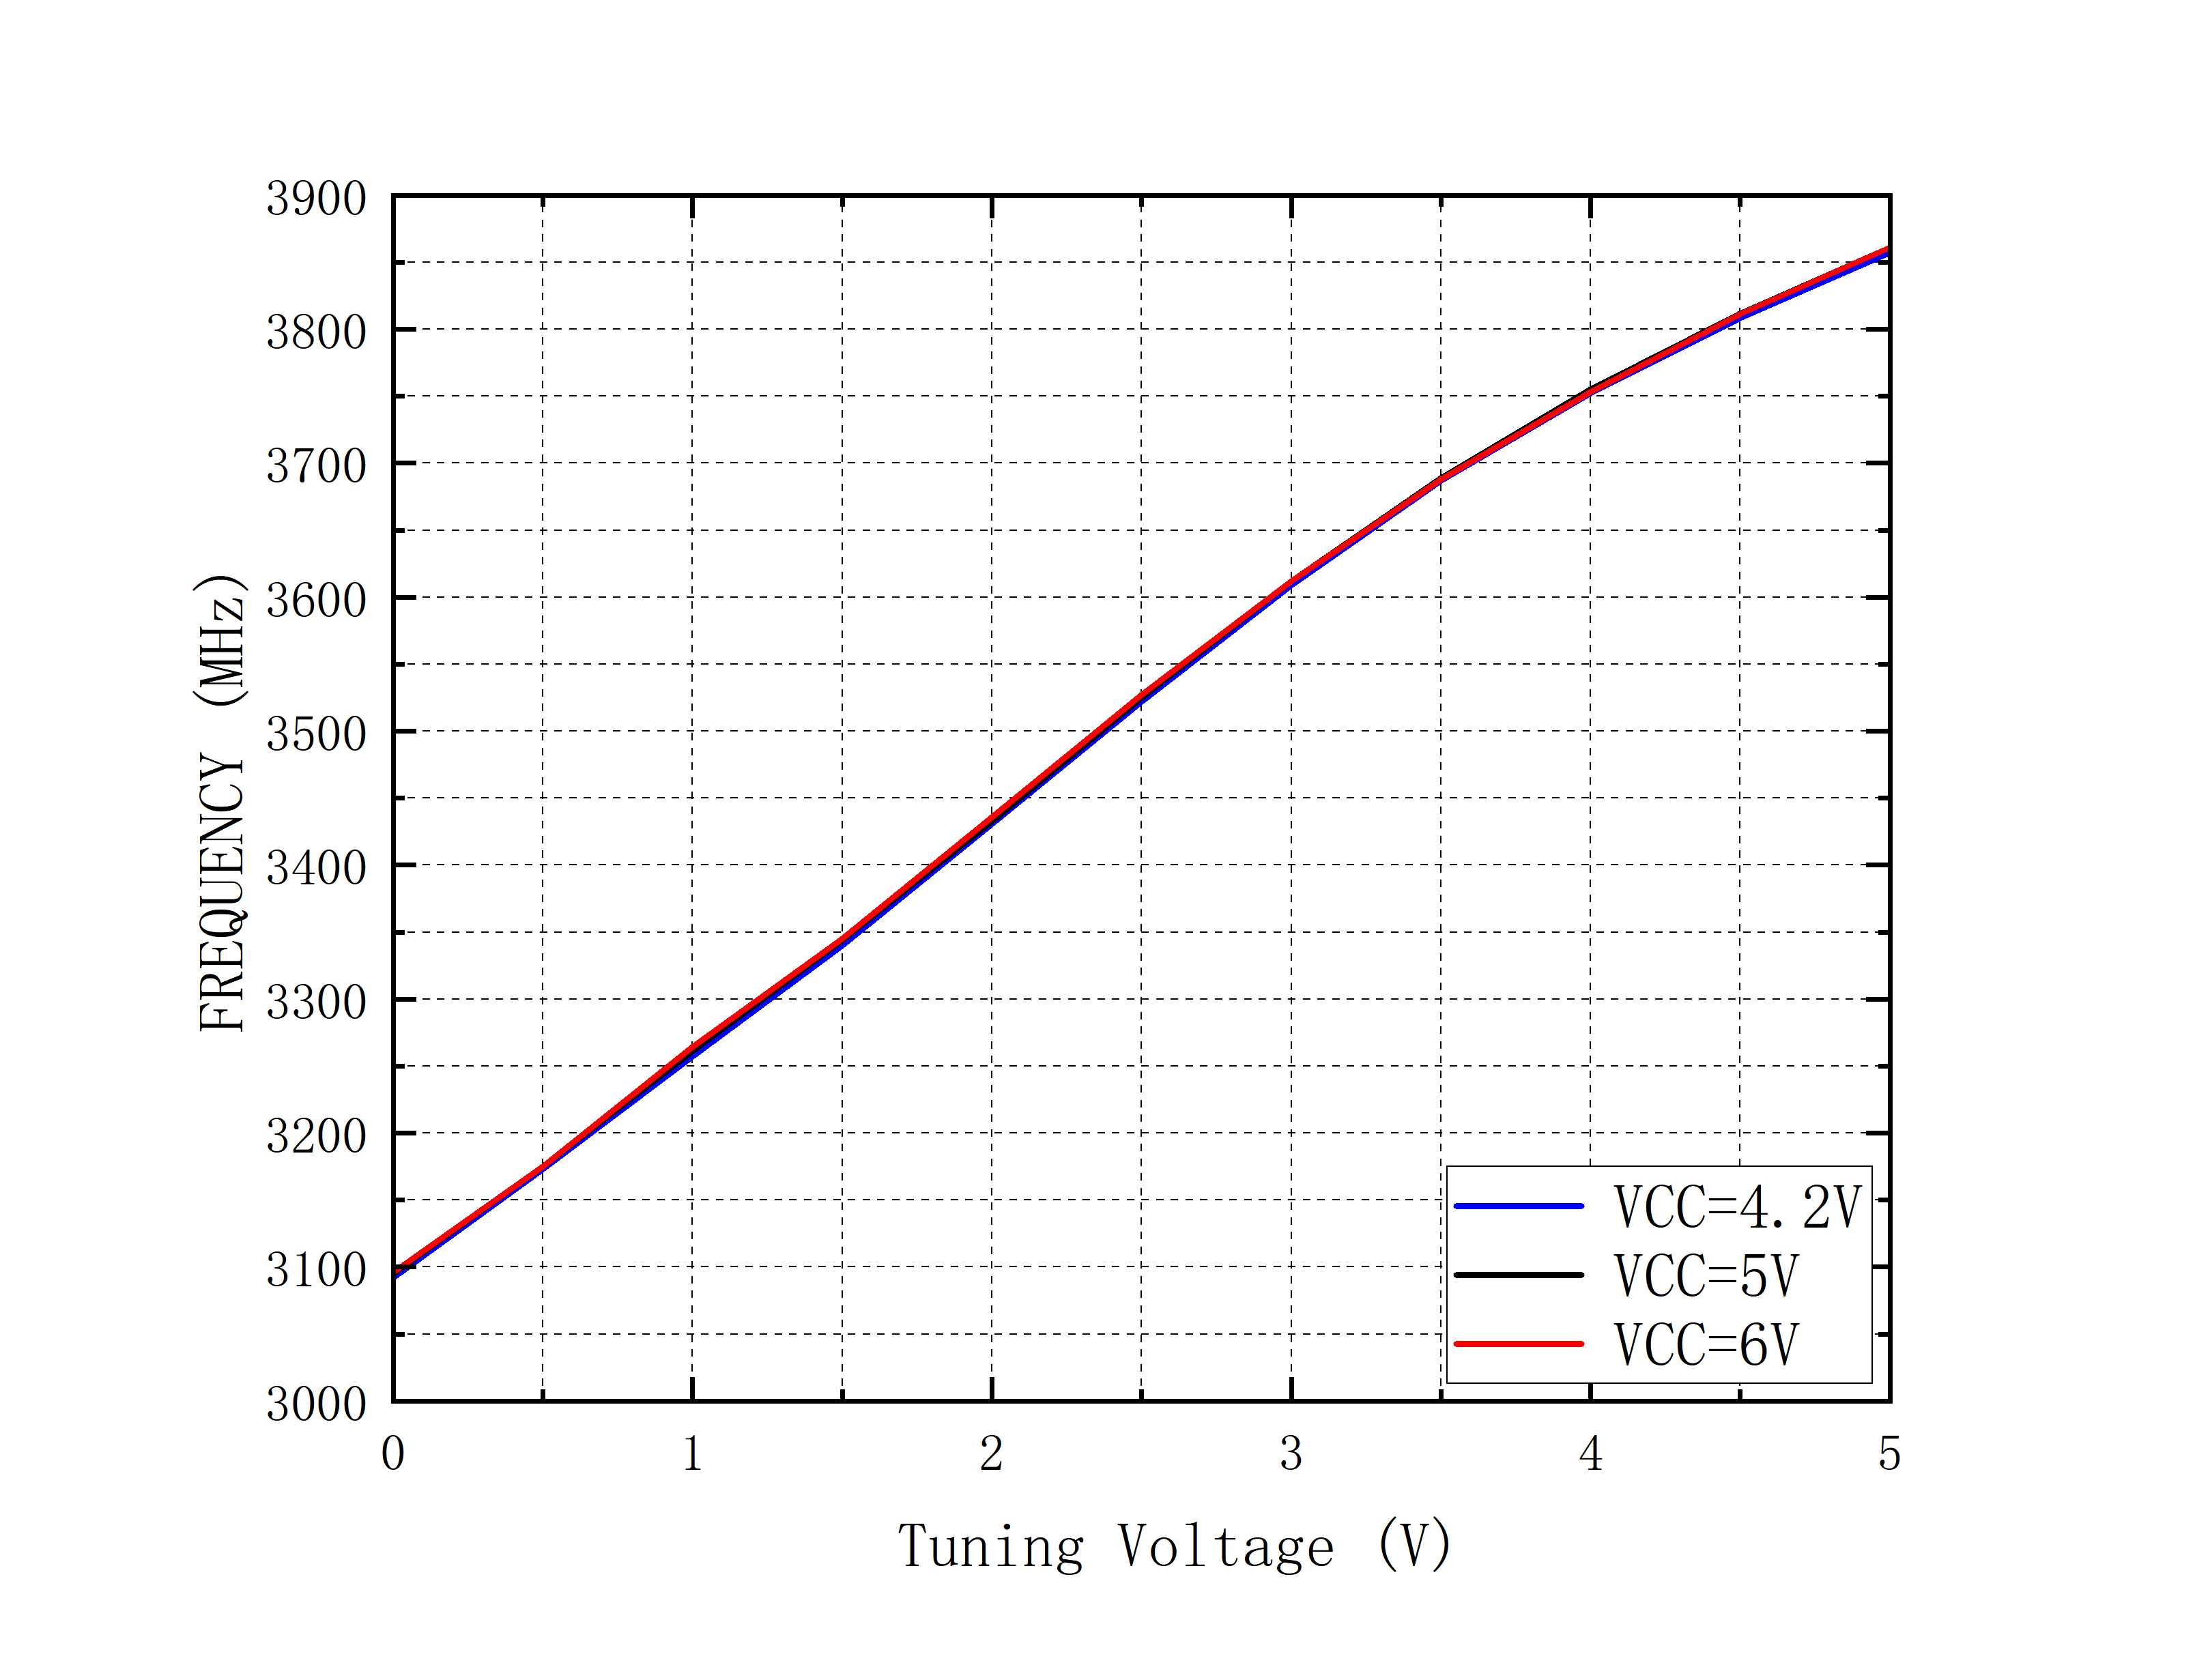 3900
3800
3700
3600
3500
3400
3300
3200
3100
3000
FREQUENCY (MHz)
0 1 2 3 4 5
Tuning Voltage (V)
VCC=4.2V
VCC=5V
VCC=6V